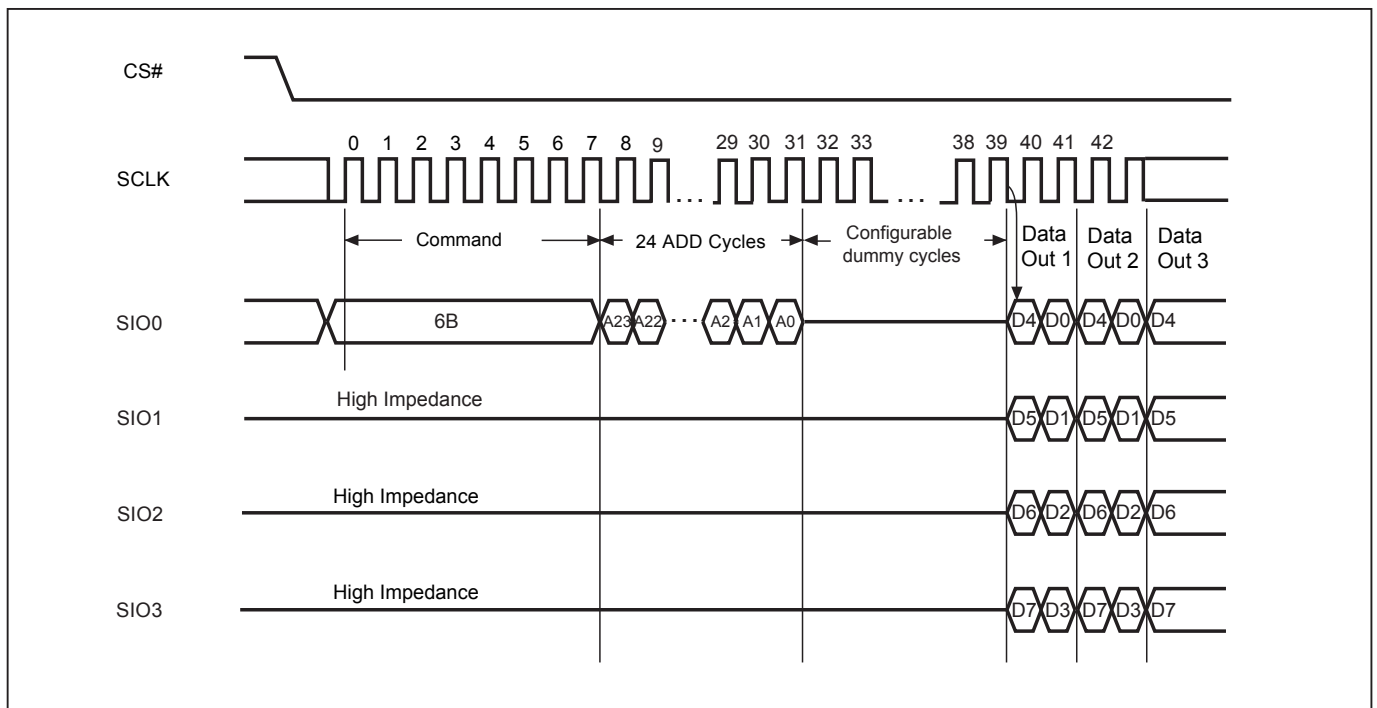 CS#
0 1 2 3 4 5 6 7 8 9 29 30 31 32 33 38 39 40 41 42
SCLK
. . . . . .
Command
24 ADD Cycles
Configurable
dummy cycles
Data
Out 1
Data
Out 2
Data
Out 3
SIO0
6B
A23 A22 . . . A2 A1 A0
D4 D0 D4 D0 D4
High Impedance
SIO1
D5 D1 D5 D1 D5
High Impedance
SIO2
D6 D2 D6 D2 D6
High Impedance
SIO3
D7 D3 D7 D3 D7